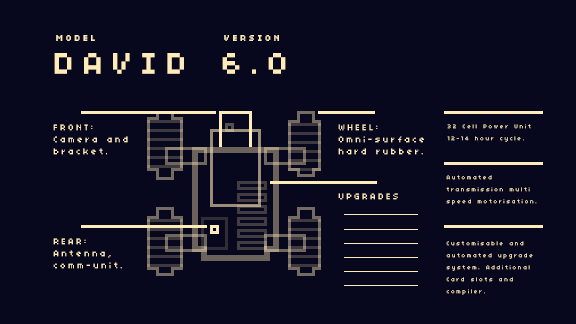 MODEL
VERSION
DAVID 6.0
FRONT:
Camera and
bracket.
WHEEL:
Omni-surface
hard rubber.
32 Cell Power Unit
12-14 hour cycle.
Automated
transmission multi
speed motorisation.
UPGRADES
REAR:
Antenna,
comm-unit.
Customisable and
automated upgrade
system. Additional
Card slots and
compiler.